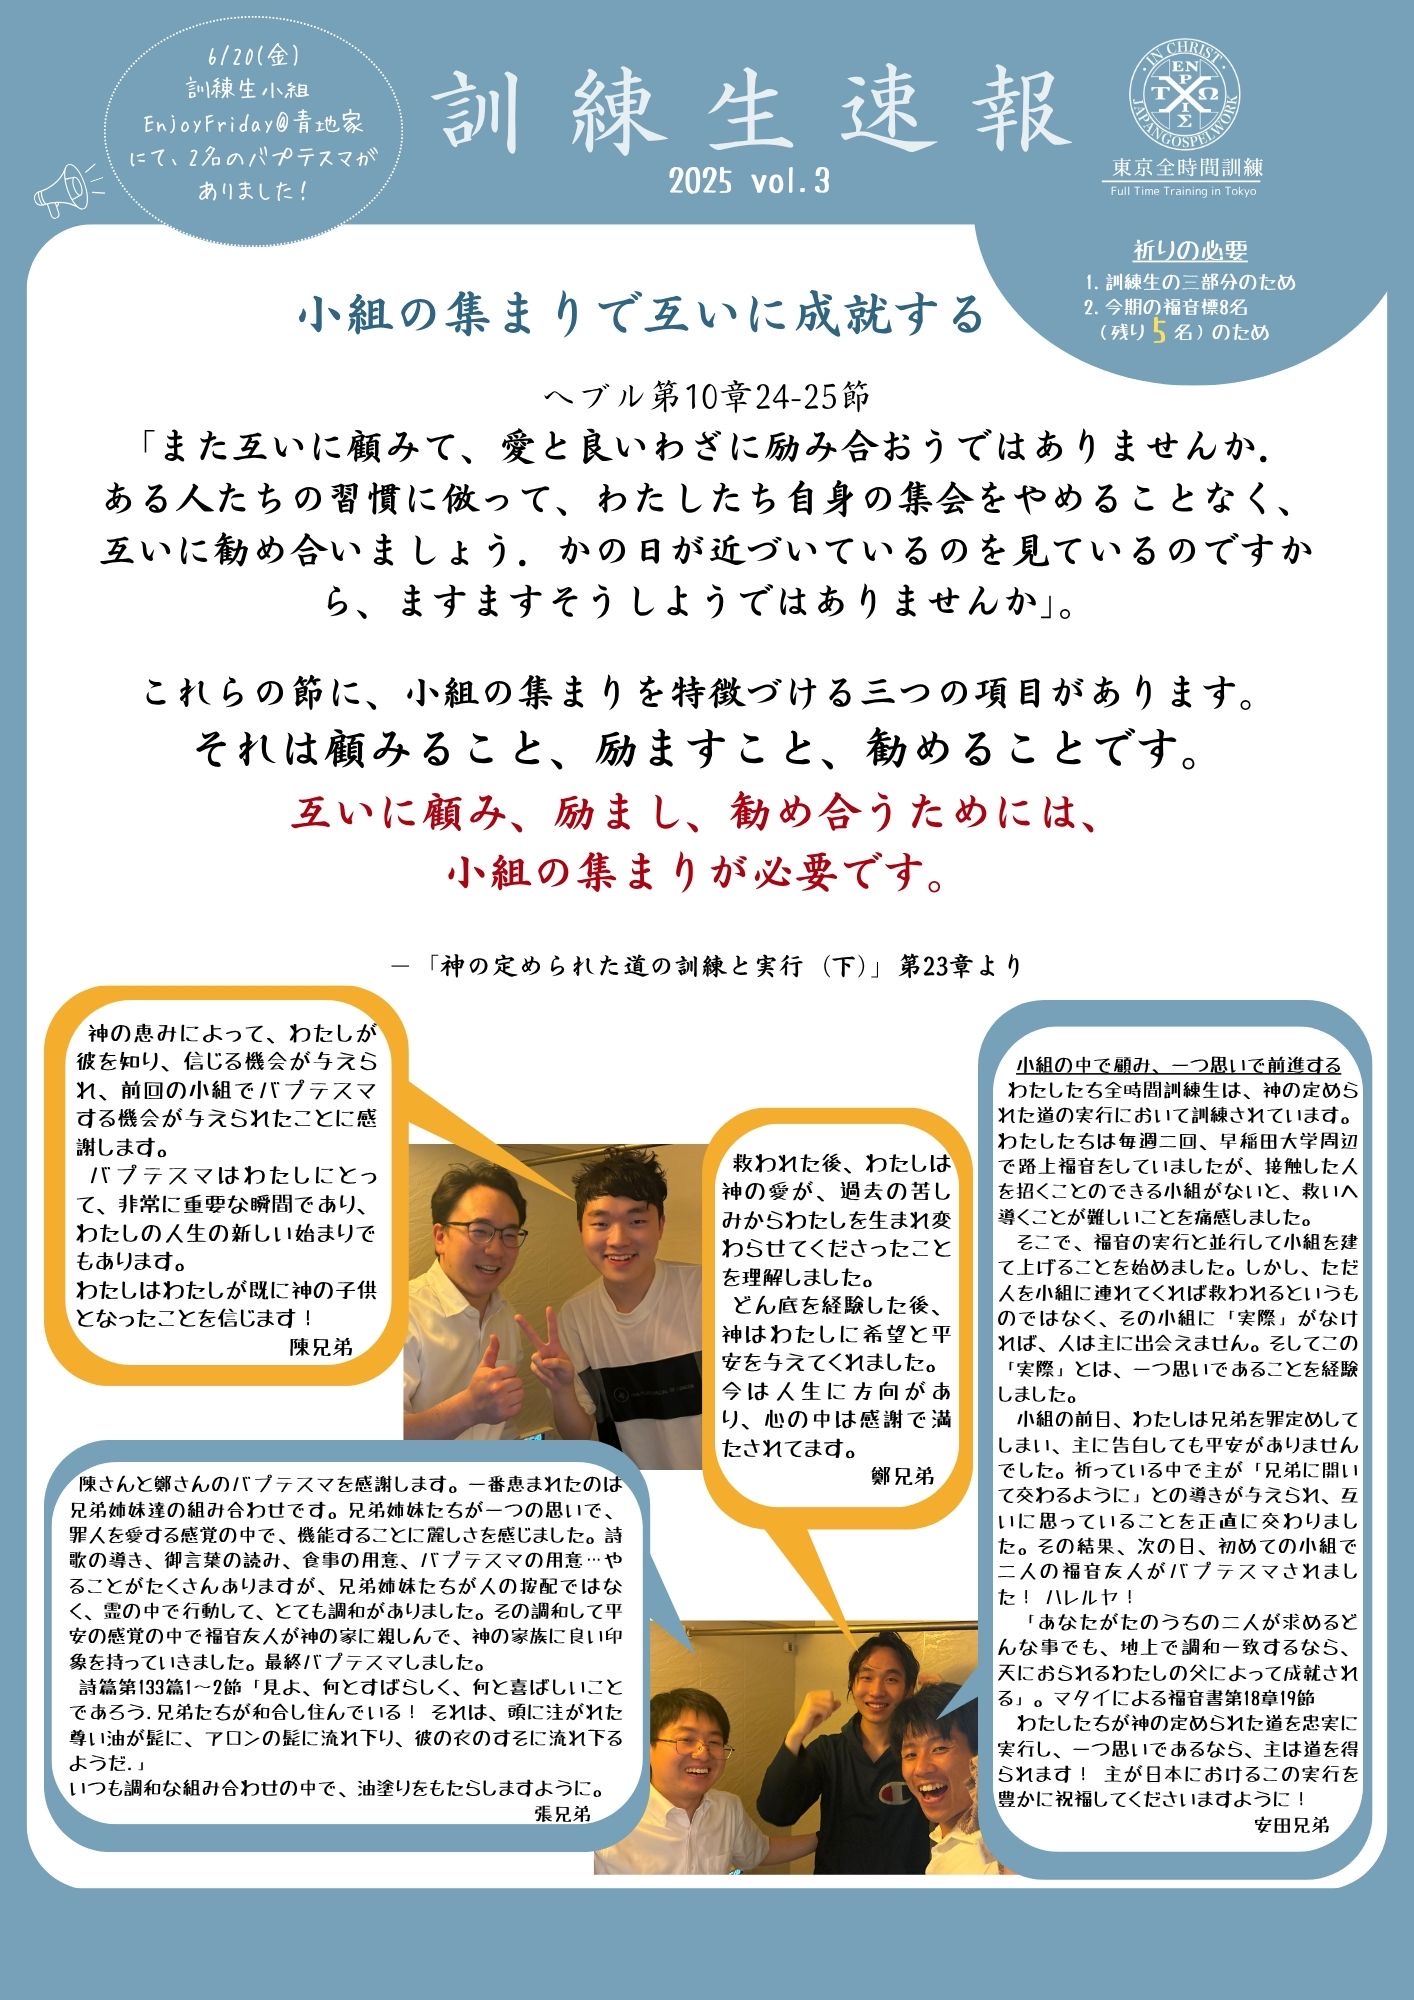 6/20(金)
訓練生小組
EnjoyFriday@青地家
にて、2名のバプテスマが
ありました！
訓練生速報
2025 vol.3
IN CHRIST
JAPANGOSPELWORK
東京全時間訓練
Full Time Training in Tokyo
祈りの必要
1. 訓練生の三部分のため
2. 今期の福音標8名
（残り5名）のため
小組の集まりで互いに成就する
ヘブル第10章24-25節
「また互いに顧みて、愛と良いわざに励み合おうではありませんか．
ある人たちの習慣に倣って、わたしたち自身の集会をやめることなく、
互いに勧め合いましょう．かの日が近づいているのを見ているのですか
ら、ますますそうしようではありませんか」。
これらの節に、小組の集まりを特徴づける三つの項目があります。
それは顧みること、励ますこと、勧めることです。
互いに顧み、励まし、勧め合うためには、
小組の集まりが必要です。
－「神の定められた道の訓練と実行（下）」第23章より
神の恵みによって、わたしが
彼を知り、信じる機会が与えら
れ、前回の小組でバプテスマ
する機会が与えられたことに感
謝します。
バプテスマはわたしにとっ
て、非常に重要な瞬間であり、
わたしの人生の新しい始まりで
もあります。
わたしはわたしが既に神の子供
となったことを信じます！
陳兄弟
救われた後、わたしは
神の愛が、過去の苦し
みからわたしを生まれ変
わらせてくださったこと
を理解しました。
どん底を経験した後、
神はわたしに希望と平
安を与えてくれました。
今は人生に方向があ
り、心の中は感謝で満
たされてます。
鄭兄弟
陳さんと鄭さんのバプテスマを感謝します。一番恵まれたのは
兄弟姉妹達の組み合わせです。兄弟姉妹たちが一つの思いで、
罪人を愛する感覚の中で、機能することに麗しさを感じました。詩
歌の導き、御言葉の読み、食事の用意、バプテスマの用意…や
ることがたくさんありますが、兄弟姉妹たちが人の按配ではな
く、霊の中で行動して、とても調和がありました。その調和して平
安の感覚の中で福音友人が神の家に親しんで、神の家族に良い印
象を持っていきました。最終バプテスマしました。
詩篇第133篇1～2節「見よ、何とすばらしく、何と喜ばしいこと
であろう．兄弟たちが和合し住んでいる！ それは、頭に注がれた
尊い油が髭に、アロンの髭に流れ下り、彼の衣のすそに流れ下る
ようだ．」
いつも調和な組み合わせの中で、油塗りをもたらしますように。
張兄弟
小組の中で顧み、一つ思いで前進する
わたしたち全時間訓練生は、神の定めら
れた道の実行において訓練されています。
わたしたちは毎週二回、早稲田大学周辺
で路上福音をしていましたが、接触した人
を招くことのできる小組がないと、救いへ
導くことが難しいことを痛感しました。
そこで、福音の実行と並行して小組を建
て上げることを始めました。しかし、ただ
人を小組に連れてくれば救われるというも
のではなく、その小組に「実際」がなけ
れば、人は主に出会えません。そしてこの
「実際」とは、一つ思いであることを経験
しました。
小組の前日、わたしは兄弟を罪定めして
しまい、主に告白しても平安がありません
でした。祈っている中で主が「兄弟に開い
て交わるように」との導きが与えられ、互
いに思っていることを正直に交わりまし
た。その結果、次の日、初めての小組で
二人の福音友人がバプテスマされまし
た！ ハレルヤ！
「あなたがたのうちの二人が求めるど
んな事でも、地上で調和一致するなら、
天におられるわたしの父によって成就され
る」。マタイによる福音書第18章19節
わたしたちが神の定められた道を忠実に
実行し、一つ思いであるなら、主は道を得
られます！ 主が日本におけるこの実行を
豊かに祝福してくださいますように！
安田兄弟